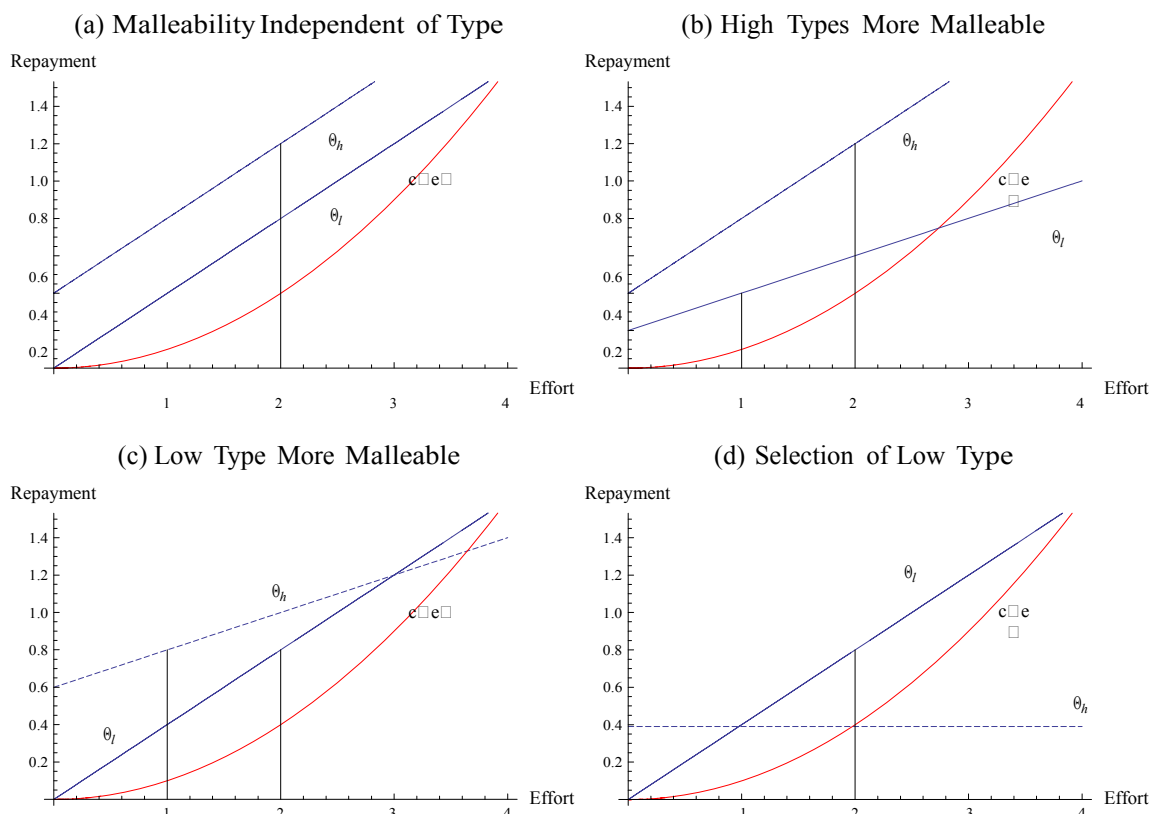 (a) Malleability Independent of Type
Repayment
1.4
1.2
1.0
0.8
0.6
0.4
0.2
θh
θl
c□e□
Effort
1 2 3 4
(b) High Types More Malleable
Repayment
1.4
1.2
1.0
0.8
0.6
0.4
0.2
θh
c□e
□
θl
Effort
1 2 3 4
(c) Low Type More Malleable
Repayment
1.4
1.2
1.0
0.8
0.6
0.4
0.2
θh
c□e□
θl
Effort
1 2 3 4
(d) Selection of Low Type
Repayment
1.4
1.2
1.0
0.8
0.6
0.4
0.2
θl
c□e
□
θh
Effort
1 2 3 4